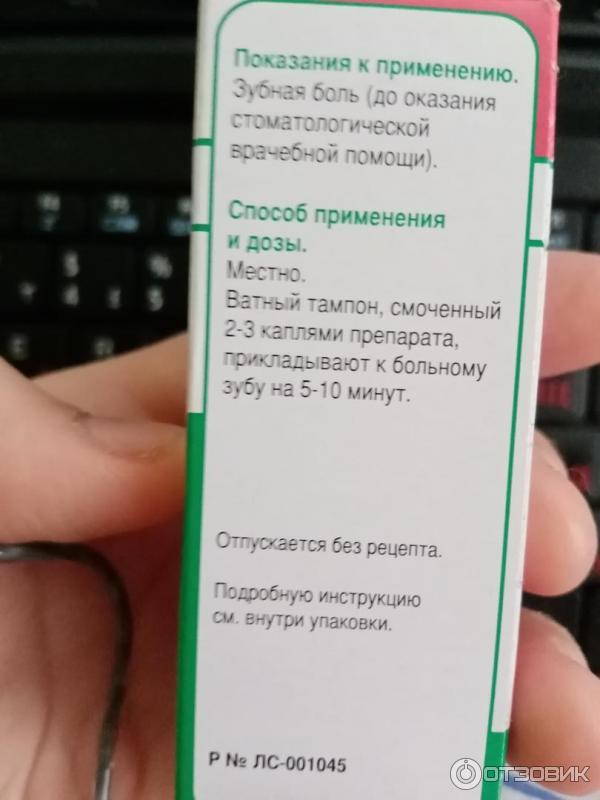 Показания к применению.
Зубная боль (до оказания
стоматологической
врачебной помощи).
Способ применения
и дозы.
Местно.
Ватный тампон, смоченный
2-3 каплями препарата,
прикладывают к больному
зубу на 5-10 минут.
Отпускается без рецепта.
Подробную инструкцию
см. внутри упаковки.
Р № ЛС-001045
ОТЗОВИК